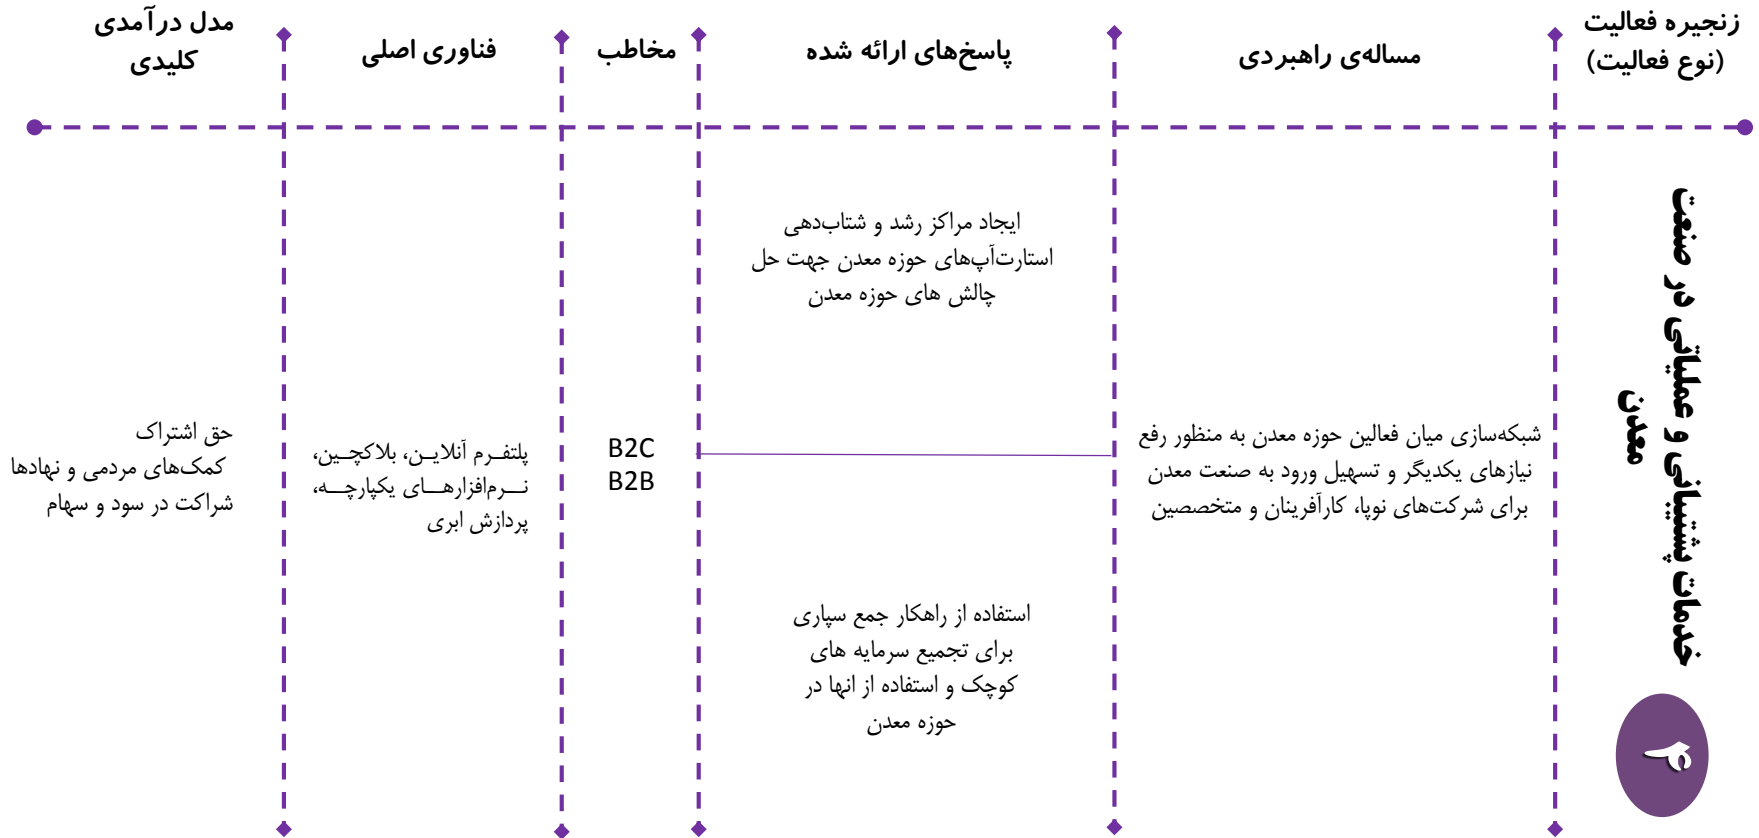 زنجیره فعالیت
(نوع فعالیت)
مساله‌ی راهبردی
پاسخ‌های ارائه شده
مخاطب
فناوری اصلی
مدل درآمدی
کلیدی
خدمات پشتیبانی و عملیاتی در صنعت
معدن
۴
شبکه‌سازی میان فعالین حوزه معدن به منظور رفع
نیازهای یکدیگر و تسهیل ورود به صنعت معدن
برای شرکت‌های نوپا، کارآفرینان و متخصصین
ایجاد مراکز رشد و شتاب‌دهی
استارت‌آپ‌های حوزه معدن جهت حل
چالش های حوزه معدن
استفاده از راهکار جمع سپاری
برای تجمیع سرمایه های
کوچک و استفاده از انها در
حوزه معدن
B2C
B2B
پلتفرم آنلاین، بلاکچین،
نرم‌افزارهای یکپارچه،
پردازش ابری
حق اشتراک
کمک‌های مردمی و نهادها
شراکت در سود و سهام